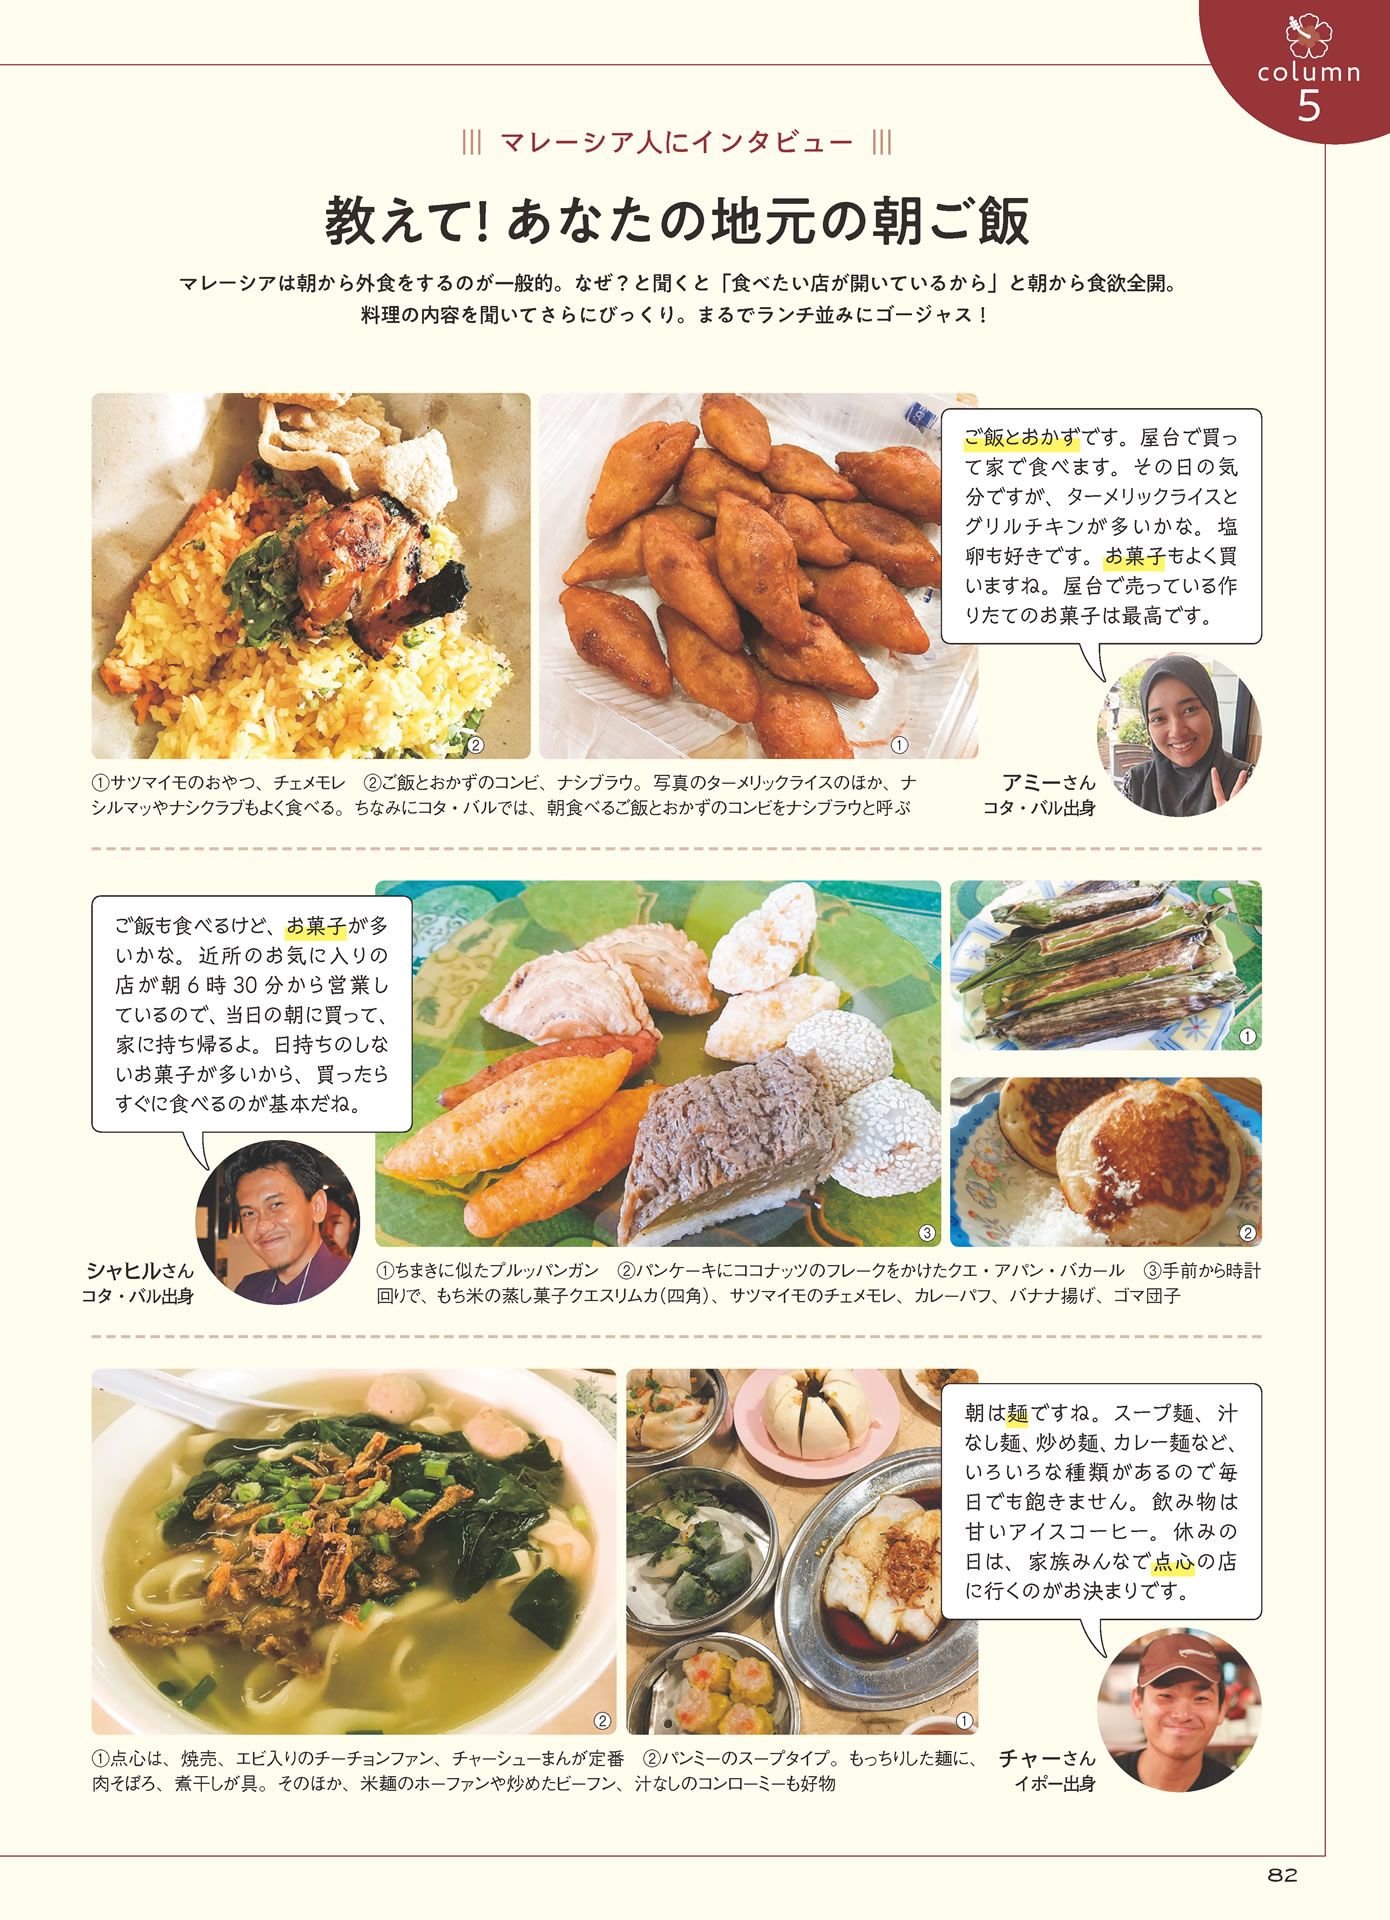 column
5
マレーシア人にインタビュー
教えて! あなたの地元の朝ご飯
マレーシアは朝から外食をするのが一般的。なぜ？と聞くと「食べたい店が開いているから」と朝から食欲全開。
料理の内容を聞いてさらにびっくり。まるでランチ並みにゴージャス！
ご飯とおかずです。屋台で買っ
て家で食べます。その日の気
分ですが、ターメリックライスと
グリルチキンが多いかな。塩
卵も好きです。お菓子もよく買
いますね。屋台で売っている作
りたてのお菓子は最高です。
②
①
アミーさん
コタ・バル出身
①サツマイモのおやつ、チェメモレ　②ご飯とおかずのコンビ、ナシブラウ。写真のターメリックライスのほか、ナ
シルマッやナシクラブもよく食べる。ちなみにコタ・バルでは、朝食べるご飯とおかずのコンビをナシブラウと呼ぶ
ご飯も食べるけど、お菓子が多
いかな。近所のお気に入りの
店が朝６時30分から営業し
ているので、当日の朝に買って、
家に持ち帰るよ。日持ちのしな
いお菓子が多いから、買ったら
すぐに食べるのが基本だね。
③
①
②
シャヒルさん
コタ・バル出身
①ちまきに似たプルッパンガン　②パンケーキにココナッツのフレークをかけたクエ・アパン・バカール　③手前から時計
回りで、もち米の蒸し菓子クエスリムカ（四角）、サツマイモのチェメモレ、カレーパフ、バナナ揚げ、ゴマ団子
朝は麺ですね。スープ麺、汁
なし麺、炒め麺、カレー麺など、
いろいろな種類があるので毎
日でも飽きません。飲み物は
甘いアイスコーヒー。休みの
日は、家族みんなで点心の店
に行くのがお決まりです。
②
①
チャーさん
イポー出身
①点心は、焼売、エビ入りのチーチョンファン、チャーシューまんが定番　②パンミーのスープタイプ。もっちりした麺に、
肉そぼろ、煮干しが具。そのほか、米麺のホーファンや炒めたビーフン、汁なしのコンローミーも好物
82